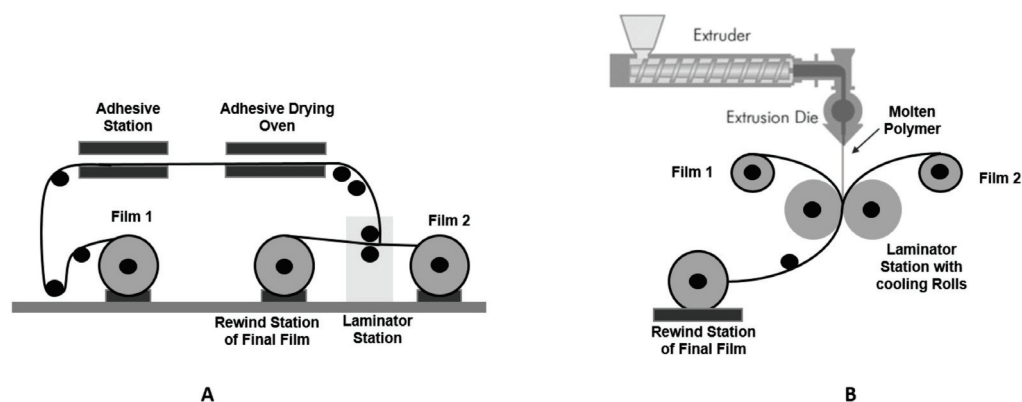 Adhesive
Station
Adhesive Drying
Oven
Film 1
Film 2
Rewind Station
of Final Film
Laminator
Station
A
Extruder
Extrusion Die
Molten
Polymer
Film 1
Film 2
Laminator
Station with
cooling Rolls
Rewind Station
of Final Film
B